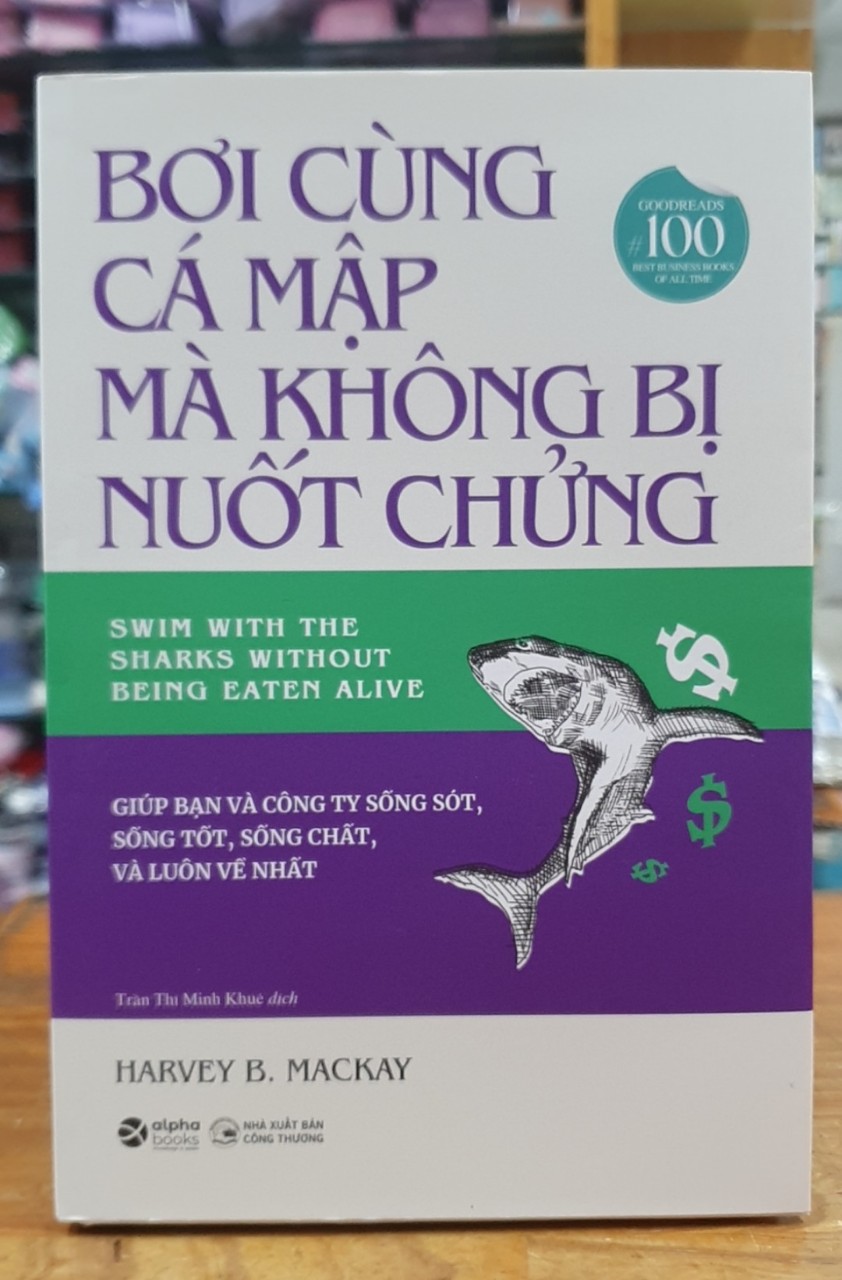 BƠI CÙNG
CÁ MẬP
MÀ KHÔNG BỊ
NUỐT CHỬNG
GOODREADS
#100
BEST BUSINESS BOOKS
OF ALL TIME
SWIM WITH THE
SHARKS WITHOUT
BEING EATEN ALIVE
GIÚP BẠN VÀ CÔNG TY SỐNG SÓT,
SỐNG TỐT, SỐNG CHẤT,
VÀ LUÔN VỀ NHẤT
Trần Thị Minh Khuê dịch
HARVEY B. MACKAY
alpha
books
NHÀ XUẤT BẢN
CÔNG THƯƠNG